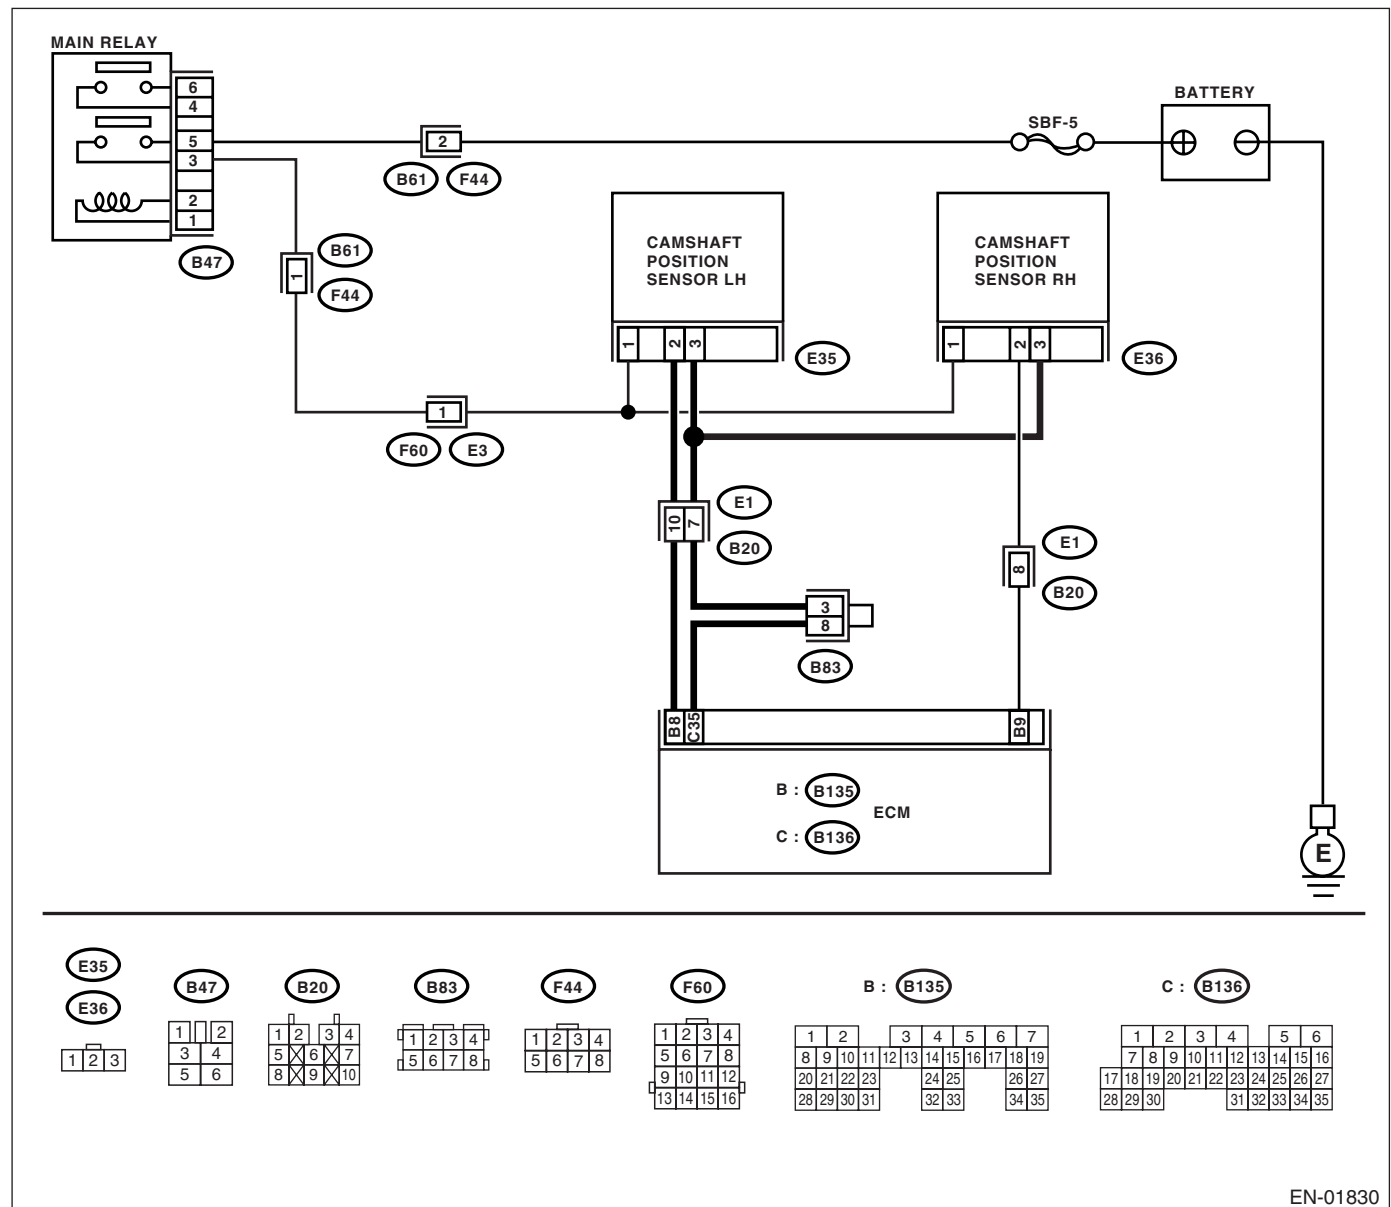 MAIN RELAY
6
4
5
3
2
1
B47
2
B61 F44
SBF-5
BATTERY
1
B61
F44
CAMSHAFT
POSITION
SENSOR LH
1 2 3
E35
CAMSHAFT
POSITION
SENSOR RH
1 2 3
E36
1
F60 E3
10 7
E1
B20
8
E1
B20
3
8
B83
B8 C35 B9
B : B135
ECM
C : B136
E
E35
E36
1 2 3
B47
1 2
3 4
5 6
B20
1 2 3 4
5 6 7
8 9 10
B83
1 2 3 4
5 6 7 8
F44
1 2 3 4
5 6 7 8
F60
1 2 3 4
5 6 7 8
9 10 11 12
13 14 15 16
B : B135
1 2 3 4 5 6 7
8 9 10 11 12 13 14 15 16 17 18 19
20 21 22 23 24 25 26 27
28 29 30 31 32 33 34 35
C : B136
1 2 3 4 5 6
7 8 9 10 11 12 13 14 15 16
17 18 19 20 21 22 23 24 25 26 27
28 29 30 31 32 33 34 35
EN-01830